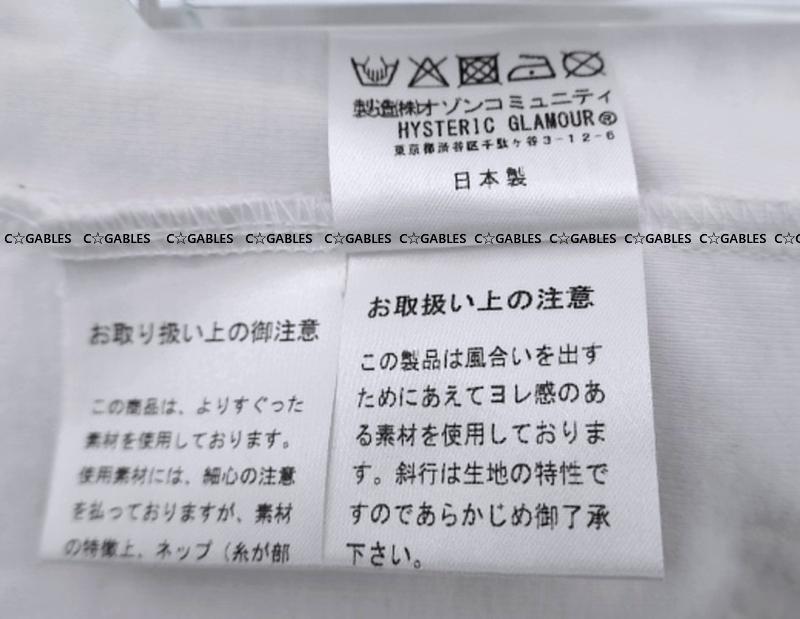 製造㈱オゾンコミュニティ
HYSTERIC GLAMOUR®
東京都渋谷区千駄ヶ谷3-12-6
日本製
C☆GABLES C☆GABLES C☆GABLES C☆GABLES C☆GABLES C☆GABLES C☆GABLES C☆GABLES C☆GABLES C☆GABLES
お取り扱い上の御注意
この商品は、よりすぐった
素材を使用しております。
使用素材には、細心の注意
を払っておりますが、素材
の特徴上、ネップ（糸が部
お取扱い上の注意
この製品は風合いを出す
ためにあえてヨレ感のあ
る素材を使用しておりま
す。斜行は生地の特性で
すのであらかじめ御了承
下さい。